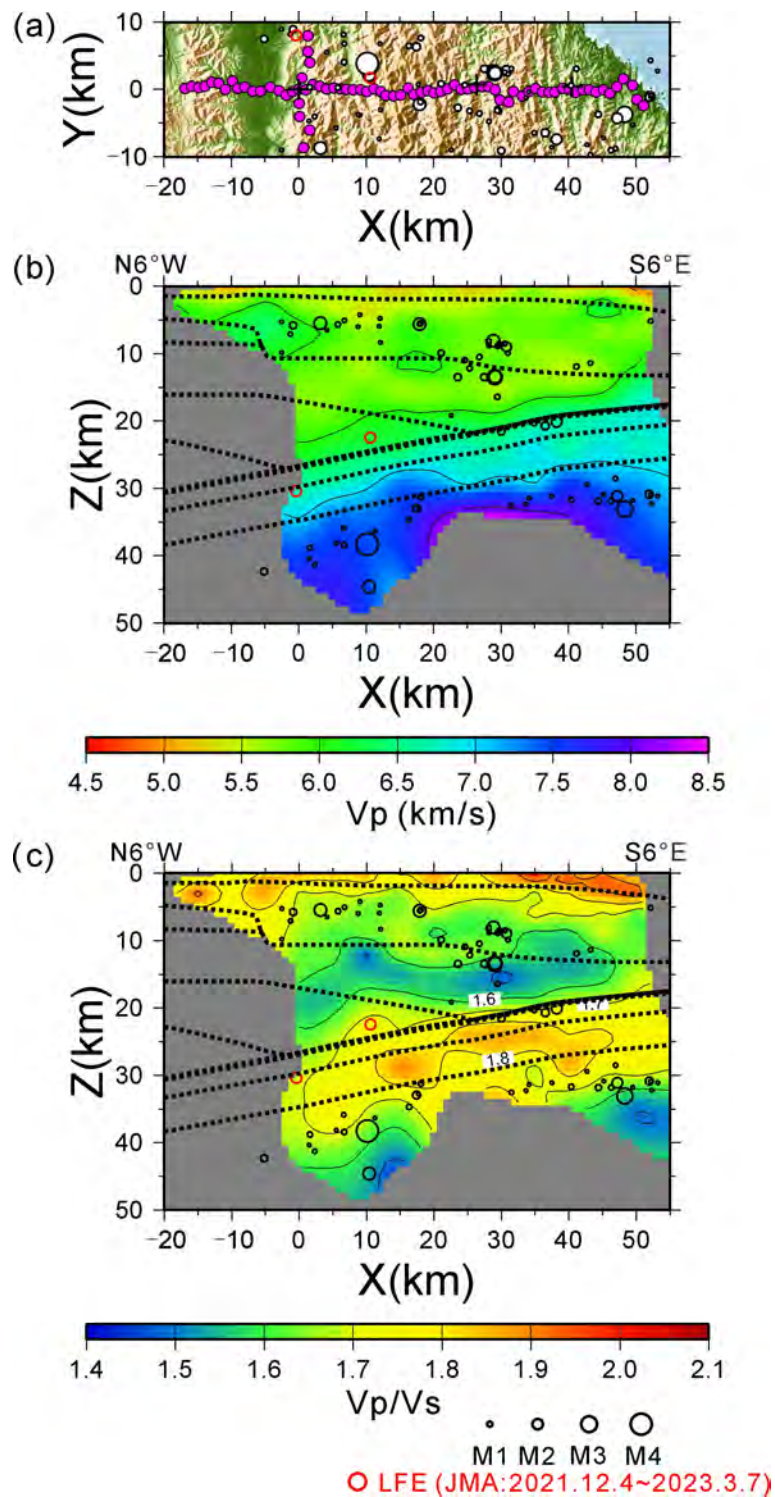 (a)
Y(km)
10
0
−10
−20 −10 0 10 20 30 40 50
X(km)
(b)
N6°W S6°E
Z(km)
0
10
20
30
40
50
−20 −10 0 10 20 30 40 50
X(km)
4.5 5.0 5.5 6.0 6.5 7.0 7.5 8.0 8.5
Vp (km/s)
(c)
N6°W S6°E
Z(km)
0
10
20
30
40
50
1.6
1.7
1.8
−20 −10 0 10 20 30 40 50
X(km)
1.4 1.5 1.6 1.7 1.8 1.9 2.0 2.1
Vp/Vs
M1 M2 M3 M4
LFE (JMA:2021.12.4~2023.3.7)